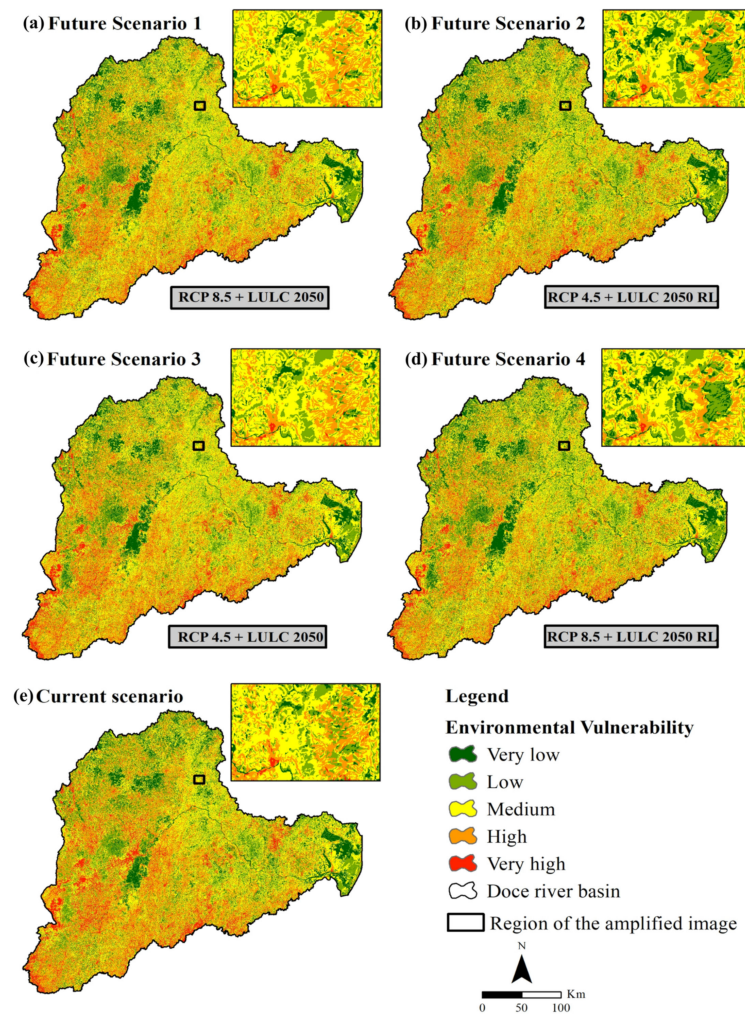 (a) Future Scenario 1
(b) Future Scenario 2
RCP 8.5 + LULC 2050
RCP 4.5 + LULC 2050 RL
(c) Future Scenario 3
(d) Future Scenario 4
RCP 4.5 + LULC 2050
RCP 8.5 + LULC 2050 RL
(e) Current scenario
Legend
Environmental Vulnerability
Very low
Low
Medium
High
Very high
Doce river basin
Region of the amplified image
N
Km
0 50 100